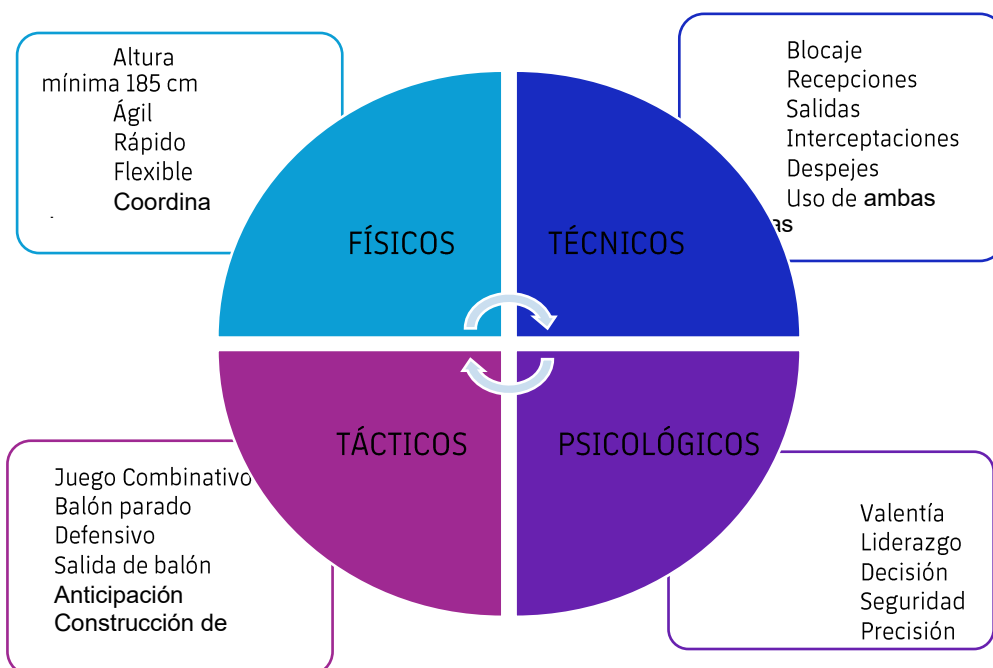 Altura
mínima 185 cm
Ágil
Rápido
Flexible
Coordina
FÍSICOS
Blocaje
Recepciones
Salidas
Interceptaciones
Despejes
Uso de ambas
as
TÉCNICOS
TÁCTICOS
Juego Combinativo
Balón parado
Defensivo
Salida de balón
Anticipación
Construcción de
PSICOLÓGICOS
Valentía
Liderazgo
Decisión
Seguridad
Precisión